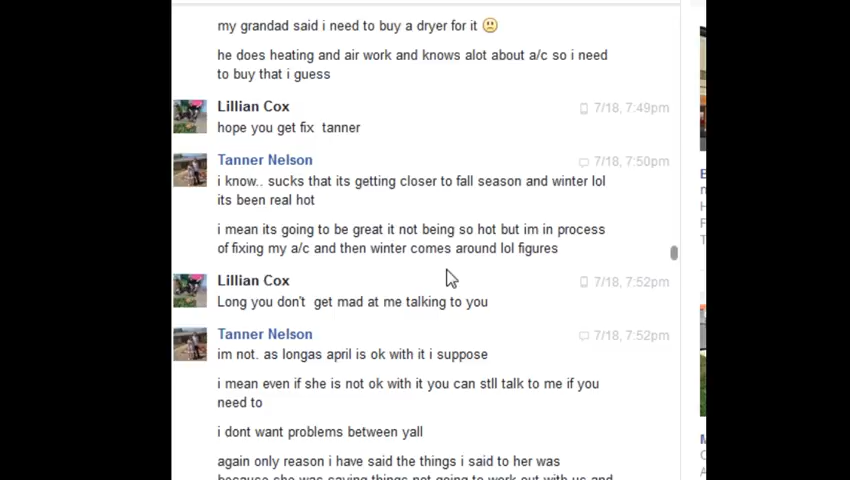 my grandad said i need to buy a dryer for it 🙁
he does heating and air work and knows alot about a/c so i need
to buy that i guess
Lillian Cox
7/18, 7:49pm
hope you get fix tanner
Tanner Nelson
7/18, 7:50pm
i know.. sucks that its getting closer to fall season and winter lol
its been real hot
i mean its going to be great it not being so hot but im in process
of fixing my a/c and then winter comes around lol figures
Lillian Cox
7/18, 7:52pm
Long you don't get mad at me talking to you
Tanner Nelson
7/18, 7:52pm
im not. as longas april is ok with it i suppose
i mean even if she is not ok with it you can stll talk to me if you
need to
i dont want problems between yall
again only reason i have said the things i said to her was
because she was saying things not going to work out with us and